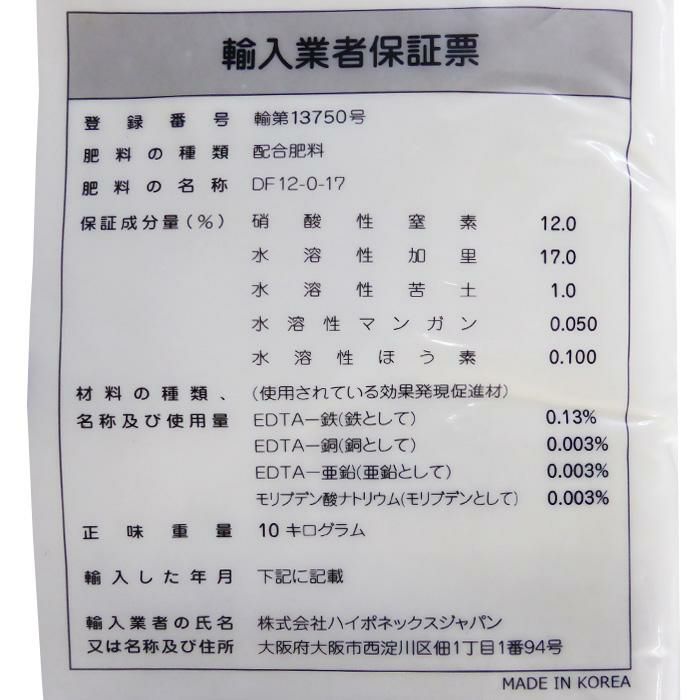 輸入業者保証票
登録番号 輸第13750号
肥料の種類 配合肥料
肥料の名称 DF12-0-17
保証成分量(%) 硝酸性窒素 12.0
水溶性加里 17.0
水溶性苦土 1.0
水溶性マンガン 0.050
水溶性ほう素 0.100
材料の種類、 (使用されている効果発現促進材)
名称及び使用量 EDTA―鉄(鉄として) 0.13%
EDTA―銅(銅として) 0.003%
EDTA―亜鉛(亜鉛として) 0.003%
モリブデン酸ナトリウム(モリブデンとして) 0.003%
正味重量 10 キログラム
輸入した年月 下記に記載
輸入業者の氏名 株式会社ハイポネックスジャパン
又は名称及び住所 大阪府大阪市西淀川区佃1丁目1番94号
MADE IN KOREA